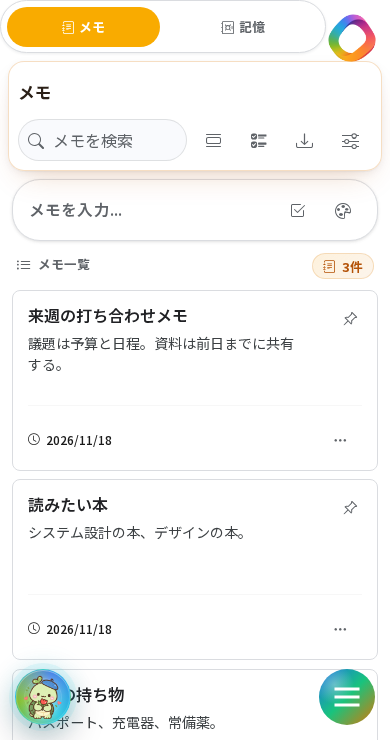 メモ
記憶
メモ
メモを検索
メモを入力...
メモ一覧
3件
来週の打ち合わせメモ
議題は予算と日程。資料は前日までに共有
する。
2026/11/18
読みたい本
システム設計の本、デザインの本。
2026/11/18
の持ち物
パスポート、充電器、常備薬。